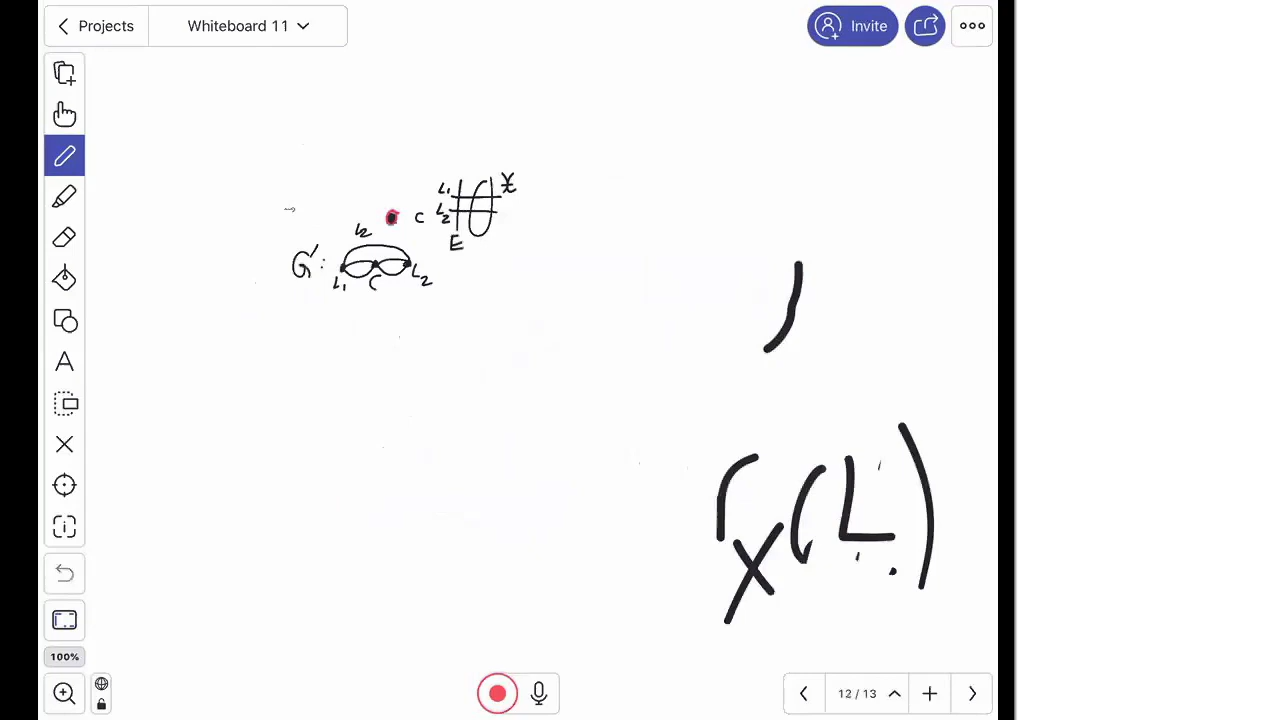 Projects Whiteboard 11 Invite
L1
L2 C L2
E
G':
L1 C L2
A
r x (L)
100%
12 / 13